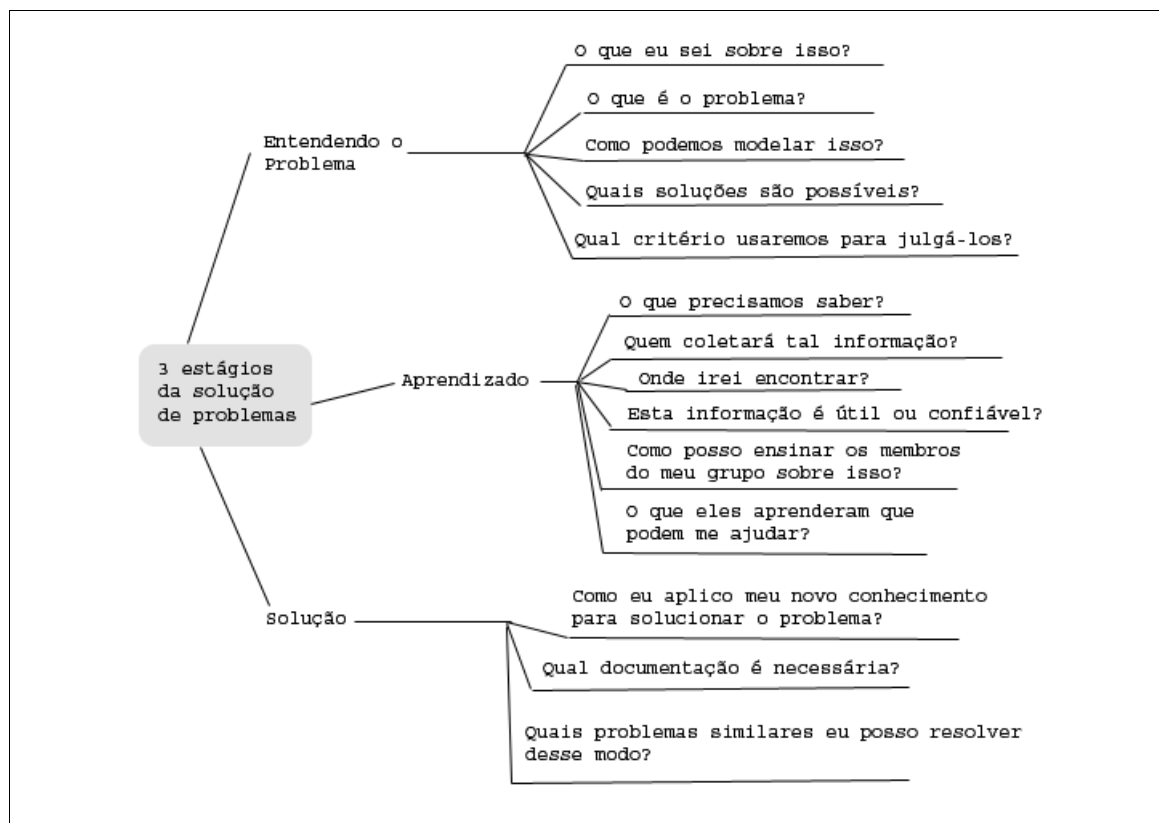 O que eu sei sobre isso?
O que é o problema?
Entendendo o
Problema
Como podemos modelar isso?
Quais soluções são possíveis?
Qual critério usaremos para julgá-los?
3 estágios
da solução
de problemas
Aprendizado
O que precisamos saber?
Quem coletará tal informação?
Onde irei encontrar?
Esta informação é útil ou confiável?
Como posso ensinar os membros
do meu grupo sobre isso?
O que eles aprenderam que
podem me ajudar?
Solução
Como eu aplico meu novo conhecimento
para solucionar o problema?
Qual documentação é necessária?
Quais problemas similares eu posso resolver
desse modo?